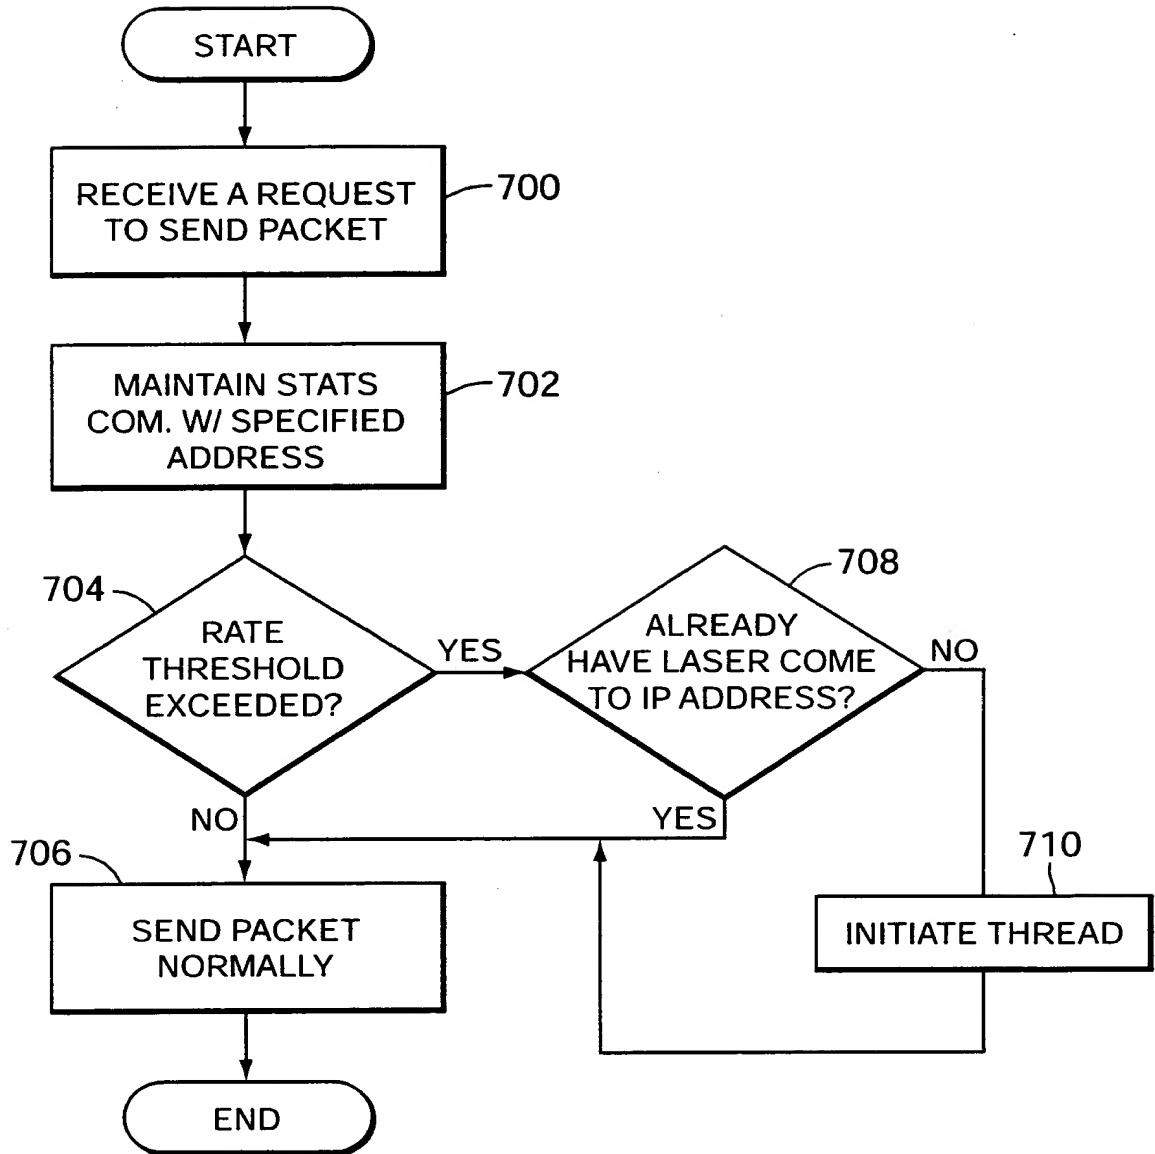 START
RECEIVE A REQUEST
TO SEND PACKET
700
MAINTAIN STATS
COM. W/ SPECIFIED
ADDRESS
702
704
RATE
THRESHOLD
EXCEEDED?
YES
708
ALREADY
HAVE LASER COME
TO IP ADDRESS?
NO
NO
YES
706
SEND PACKET
NORMALLY
710
INITIATE THREAD
END